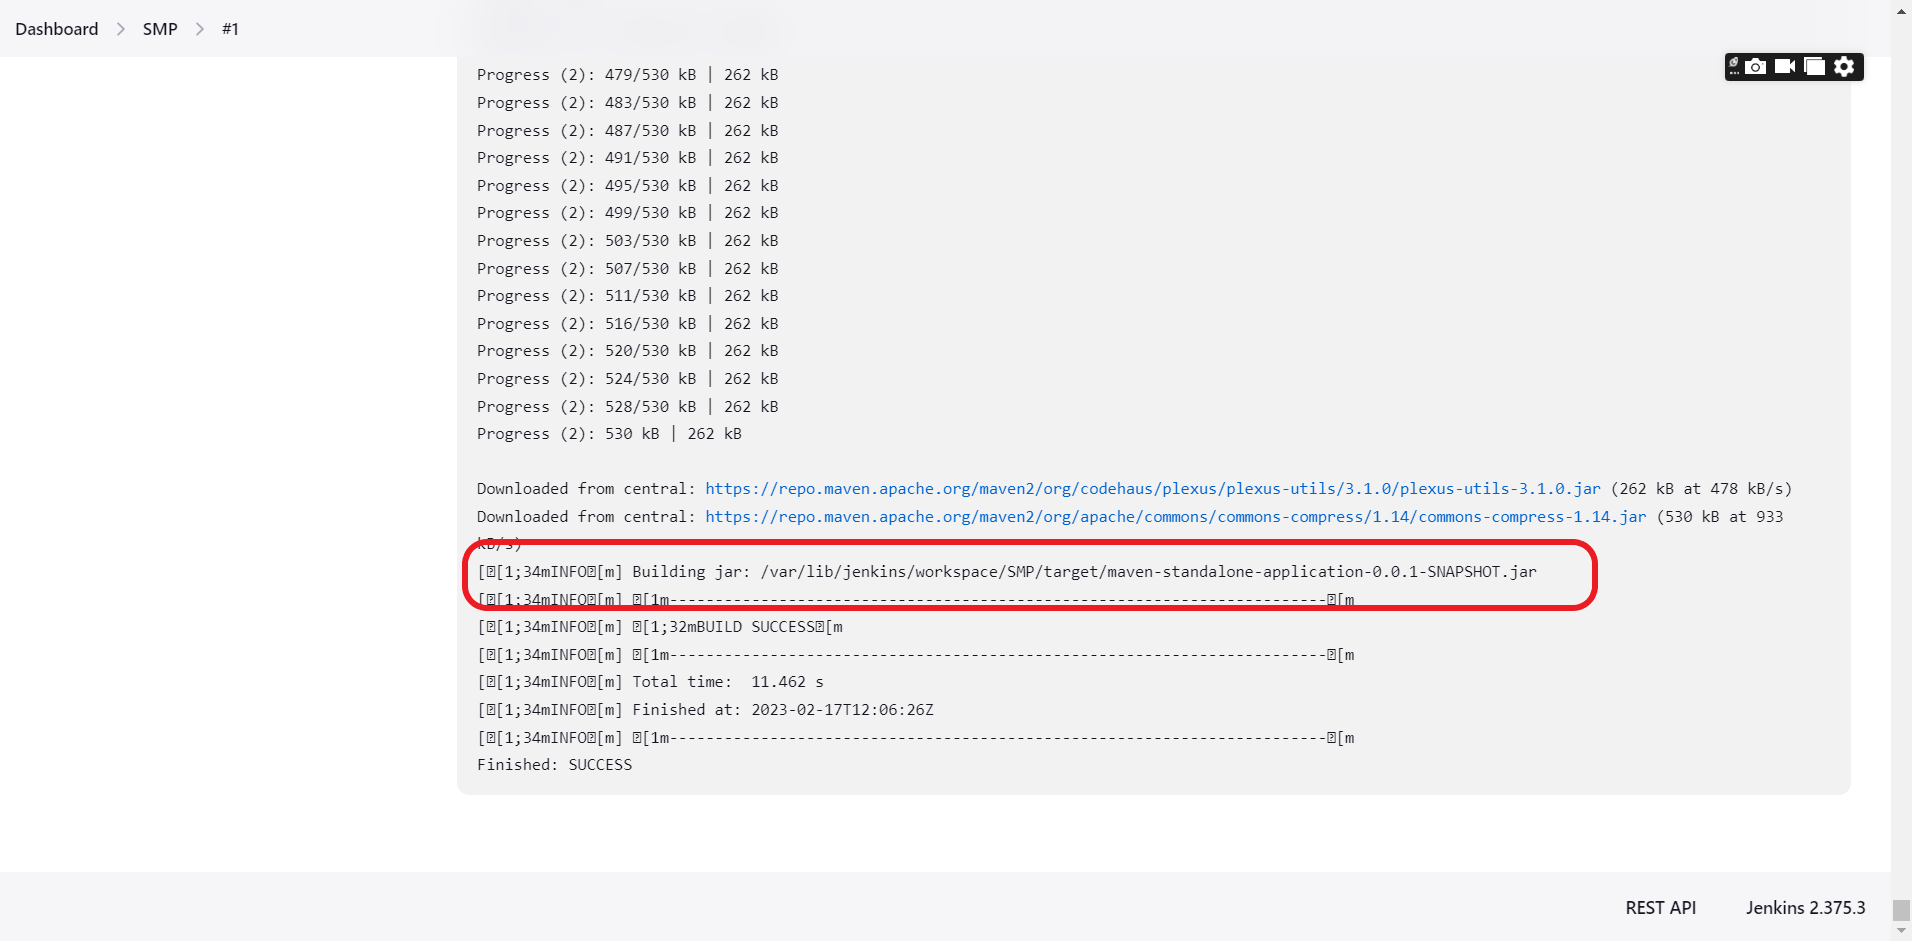 Dashboard > SMP > #1
Progress (2): 479/530 kB | 262 kB
Progress (2): 483/530 kB | 262 kB
Progress (2): 487/530 kB | 262 kB
Progress (2): 491/530 kB | 262 kB
Progress (2): 495/530 kB | 262 kB
Progress (2): 499/530 kB | 262 kB
Progress (2): 503/530 kB | 262 kB
Progress (2): 507/530 kB | 262 kB
Progress (2): 511/530 kB | 262 kB
Progress (2): 516/530 kB | 262 kB
Progress (2): 520/530 kB | 262 kB
Progress (2): 524/530 kB | 262 kB
Progress (2): 528/530 kB | 262 kB
Progress (2): 530 kB | 262 kB
Downloaded from central: https://repo.maven.apache.org/maven2/org/codehaus/plexus/plexus-utils/3.1.0/plexus-utils-3.1.0.jar (262 kB at 478 kB/s)
Downloaded from central: https://repo.maven.apache.org/maven2/org/apache/commons/commons-compress/1.14/commons-compress-1.14.jar (530 kB at 933
kB/s)
[␛[1;34mINFO␛[m] Building jar: /var/lib/jenkins/workspace/SMP/target/maven-standalone-application-0.0.1-SNAPSHOT.jar
[␛[1;34mINFO␛[m] ␛[1m------------------------------------------------------------------------␛[m
[␛[1;34mINFO␛[m] ␛[1;32mBUILD SUCCESS␛[m
[␛[1;34mINFO␛[m] ␛[1m------------------------------------------------------------------------␛[m
[␛[1;34mINFO␛[m] Total time:  11.462 s
[␛[1;34mINFO␛[m] Finished at: 2023-02-17T12:06:26Z
[␛[1;34mINFO␛[m] ␛[1m------------------------------------------------------------------------␛[m
Finished: SUCCESS
REST API Jenkins 2.375.3